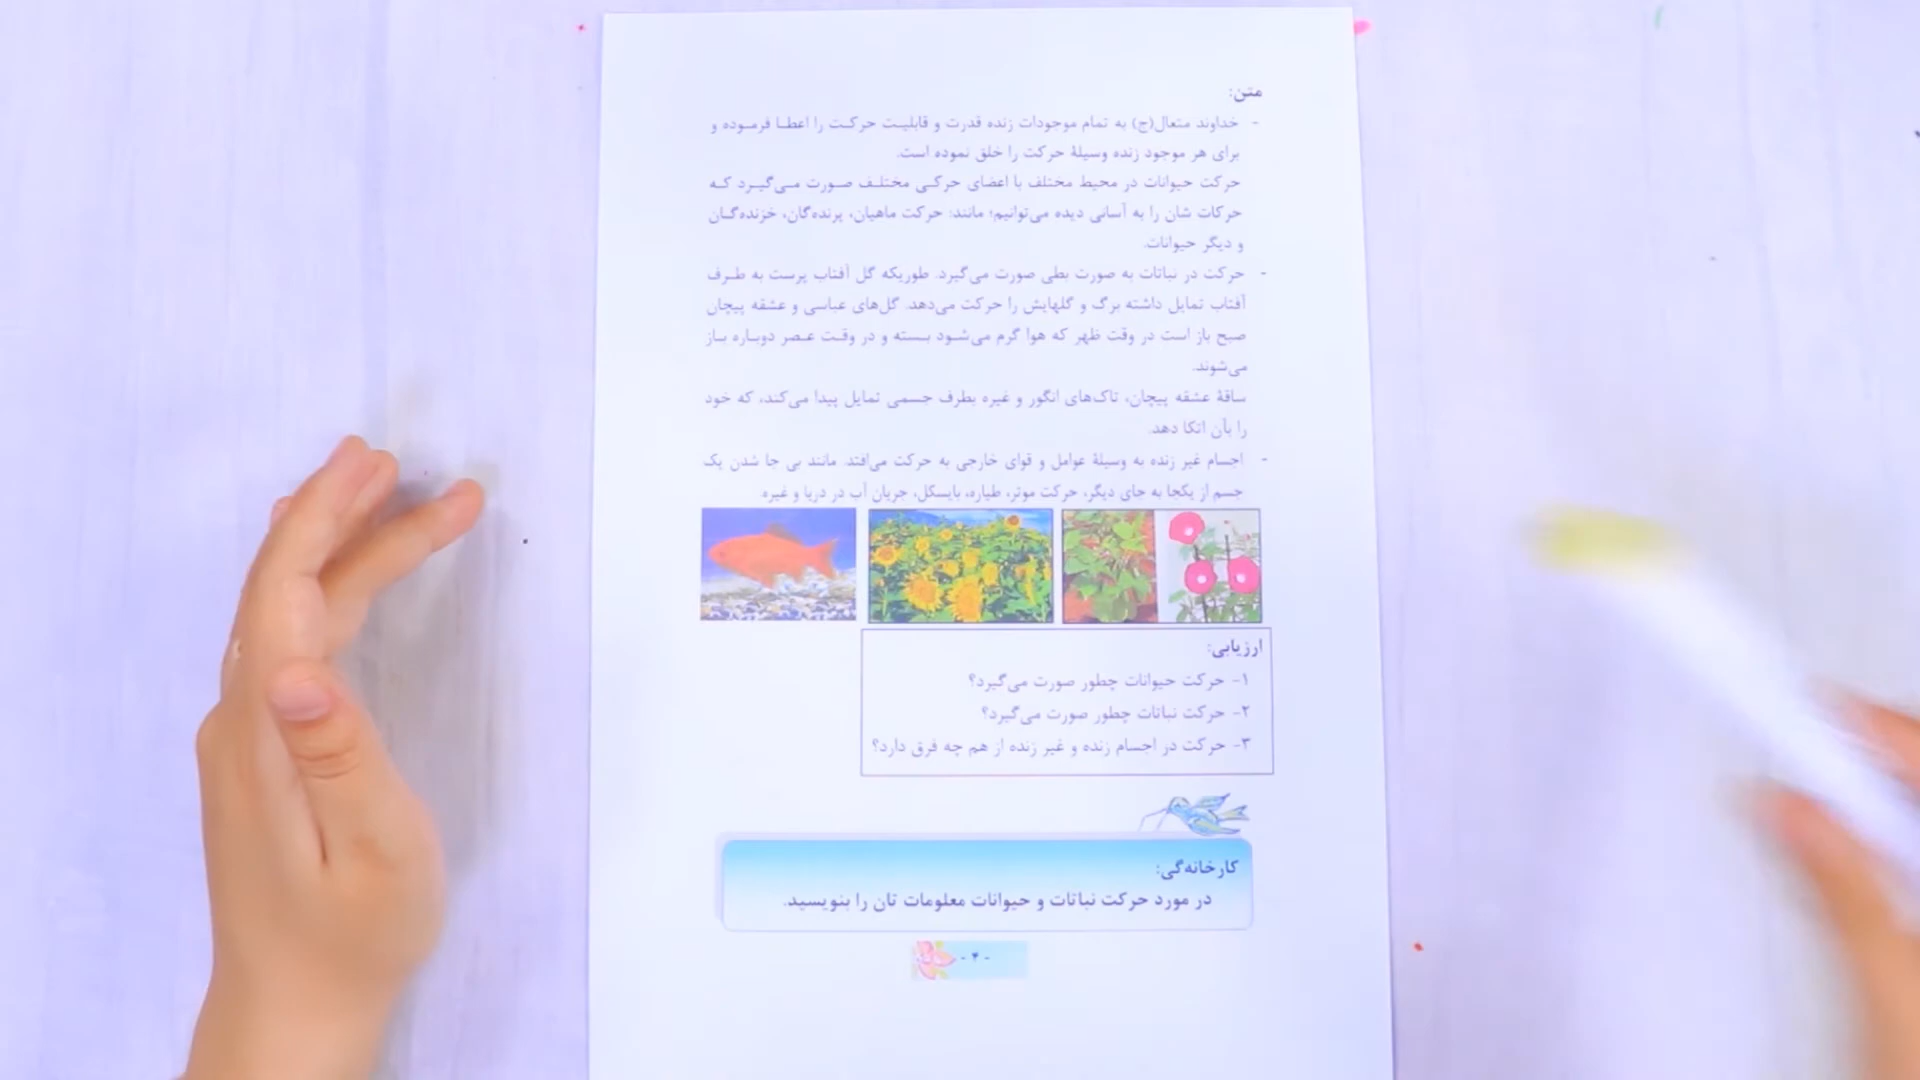 متن:
- خداوند متعال(ج) به تمام موجودات زنده قدرت و قابلیت حرکت را اعطا فرموده و
برای هر موجود زنده وسیلۀ حرکت را خلق نموده است.
حرکت حیوانات در محیط مختلف با اعضای حرکی مختلف صورت می‌گیرد که
حرکات شان را به آسانی دیده می‌توانیم؛ مانند: حرکت ماهیان، پرنده‌گان، خزنده‌گان
و دیگر حیوانات.
- حرکت در نباتات به صورت بطی صورت می‌گیرد. طوریکه گل آفتاب پرست به طرف
آفتاب تمایل داشته برگ و گلهایش را حرکت می‌دهد. گل‌های عباسی و عشقه پیچان
صبح باز است در وقت ظهر که هوا گرم می‌شود بسته و در وقت عصر دوباره باز
می‌شوند.
ساقۀ عشقه پیچان، تاک‌های انگور و غیره بطرف جسمی تمایل پیدا می‌کند، که خود
را بآن اتکا دهد.
- اجسام غیر زنده به وسیلۀ عوامل و قوای خارجی به حرکت می‌افتد. مانند بی جا شدن یک
جسم از یکجا به جای دیگر، حرکت موتر، طیاره، بایسکل، جریان آب در دریا و غیره
ارزیابی:
۱- حرکت حیوانات چطور صورت می‌گیرد؟
۲- حرکت نباتات چطور صورت می‌گیرد؟
۳- حرکت در اجسام زنده و غیر زنده از هم چه فرق دارد؟
کارخانه‌گی:
در مورد حرکت نباتات و حیوانات معلومات تان را بنویسید.
- ۴ -